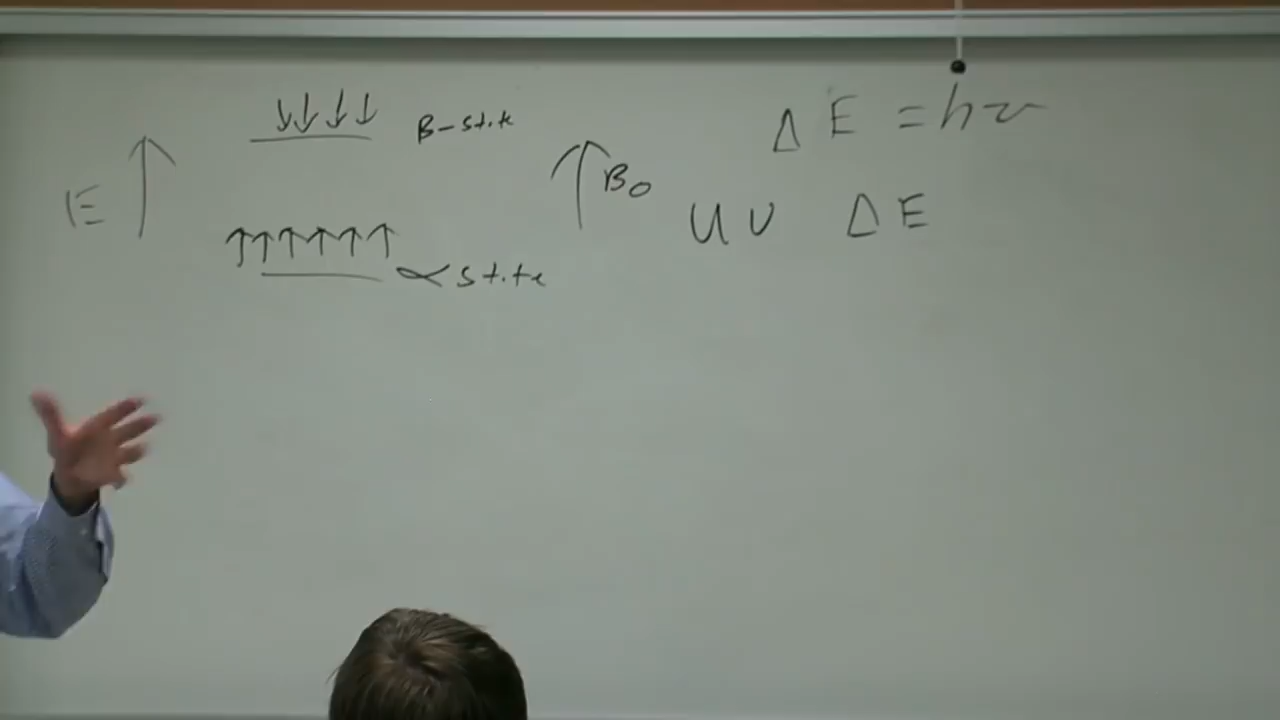 β-state
ΔE = hν
E
B₀
UV ΔE
α state